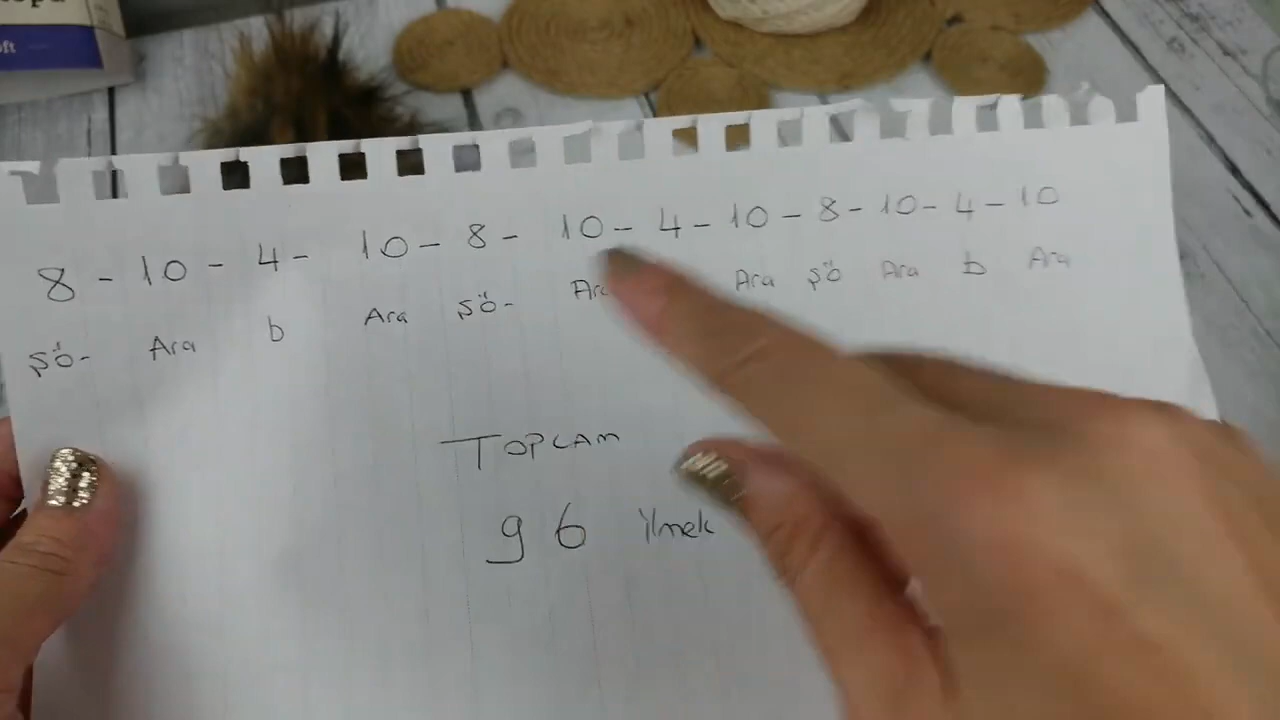 8 - 10 - 4 - 10 - 8 - 10 - 4 - 10 - 8 - 10 - 4 - 10
Şö- Ara b Ara Şö- Ara Şö Ara b Ara
TOPLAM
96 ilmek